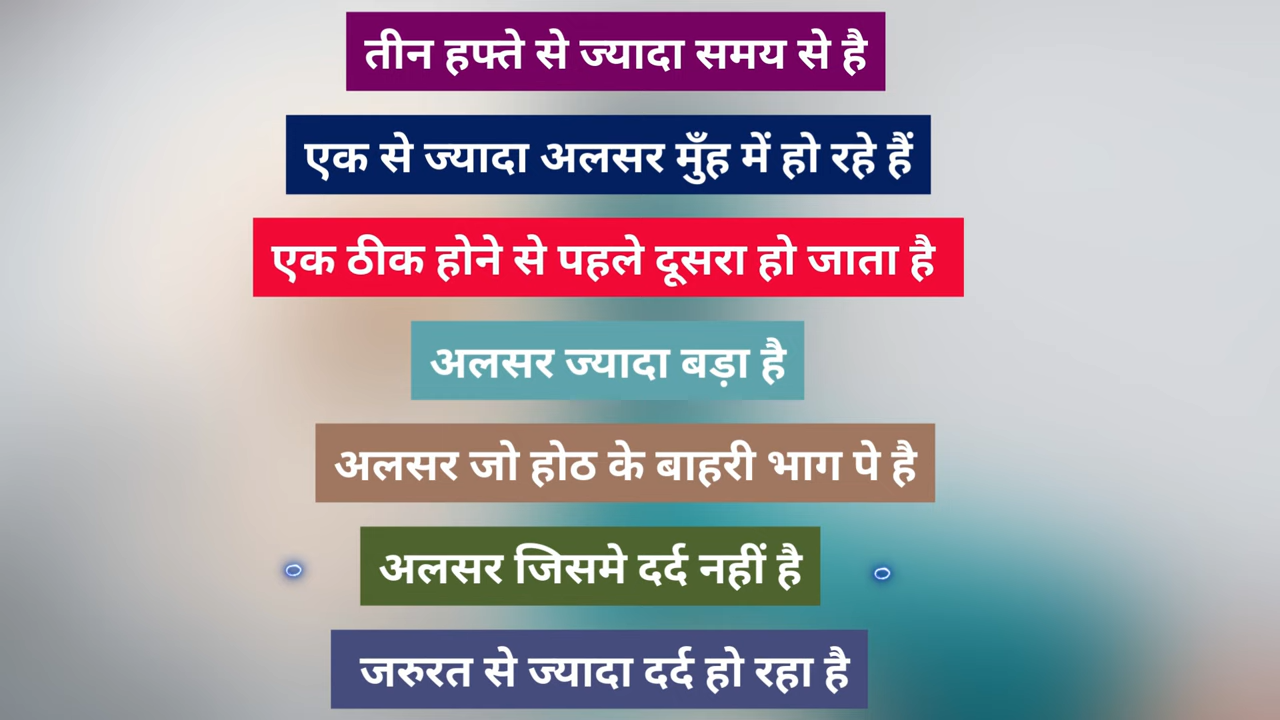 तीन हफ्ते से ज्यादा समय से है
एक से ज्यादा अलसर मुँह में हो रहे हैं
एक ठीक होने से पहले दूसरा हो जाता है
अलसर ज्यादा बड़ा है
अलसर जो होठ के बाहरी भाग पे है
अलसर जिसमे दर्द नहीं है
जरुरत से ज्यादा दर्द हो रहा है